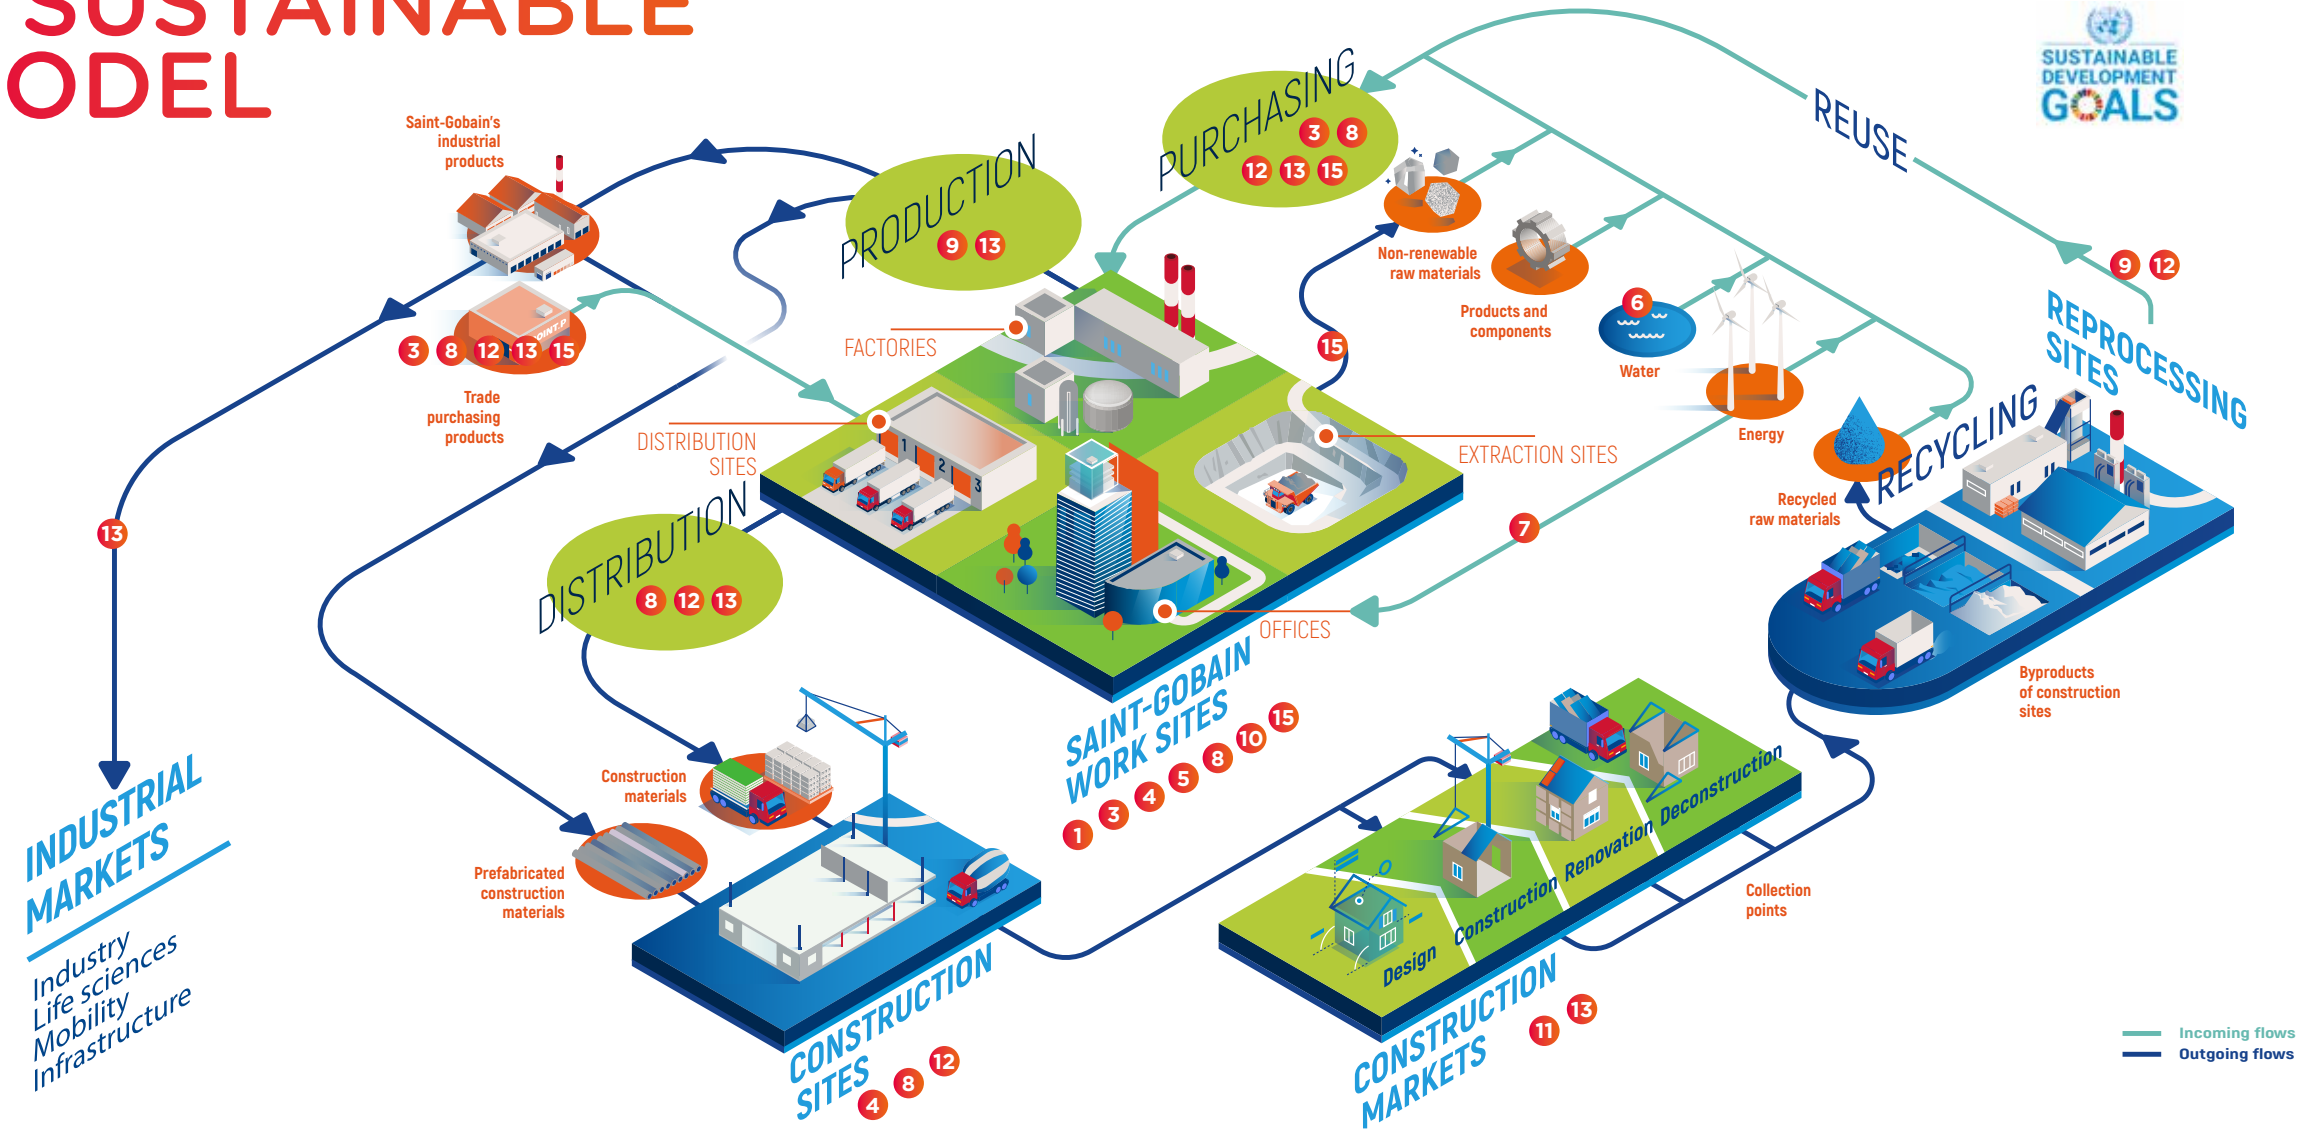 SUSTAINABLE
ODEL
SUSTAINABLE
DEVELOPMENT
GOALS
Saint-Gobain's
industrial
products
PRODUCTION
9 13
PURCHASING
3 8
12 13 15
REUSE
9 12
REPROCESSING
SITES
Non-renewable
raw materials
Products and
components
6
Water
Energy
Recycled
raw materials
RECYCLING
POINT.P
3 8 12 13 15
Trade
purchasing
products
FACTORIES
15
DISTRIBUTION
SITES
1
2
3
EXTRACTION SITES
7
OFFICES
DISTRIBUTION
8 12 13
13
SAINT-GOBAIN
WORK SITES
1 3 4 5 8 10 15
Byproducts
of construction
sites
Construction
materials
Prefabricated
construction
materials
INDUSTRIAL
MARKETS
Industry
Life sciences
Mobility
Infrastructure
CONSTRUCTION
SITES
4 8 12
Design
Construction
Renovation
Deconstruction
Collection
points
CONSTRUCTION
MARKETS
11 13
Incoming flows
Outgoing flows